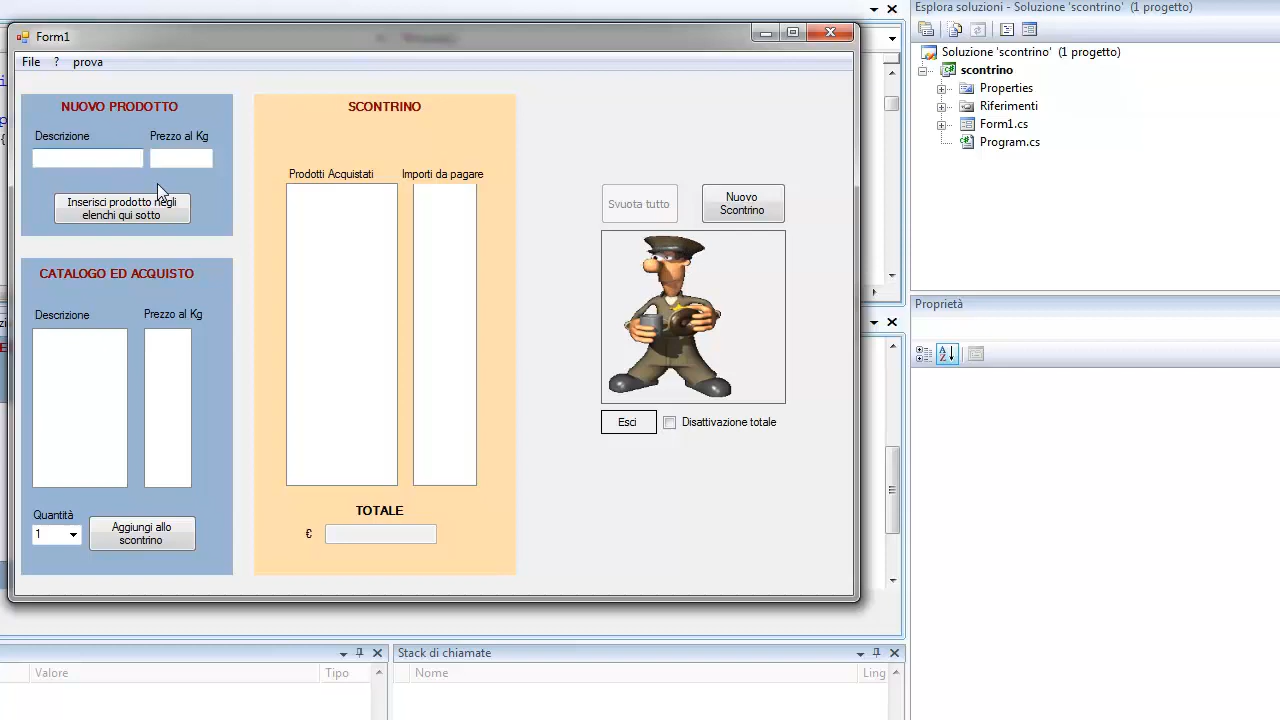 Esplora soluzioni - Soluzione 'scontrino' (1 progetto)
Form1
File ? prova
Soluzione 'scontrino' (1 progetto)
scontrino
Properties
Riferimenti
Form1.cs
Program.cs
NUOVO PRODOTTO
Descrizione Prezzo al Kg
Inserisci prodotto negli
elenchi qui sotto
CATALOGO ED ACQUISTO
Descrizione Prezzo al Kg
Quantità
1
Aggiungi allo
scontrino
SCONTRINO
Prodotti Acquistati Importi da pagare
TOTALE
€
Svuota tutto
Nuovo
Scontrino
Esci
Disattivazione totale
Proprietà
Stack di chiamate
Valore Tipo
Nome Ling